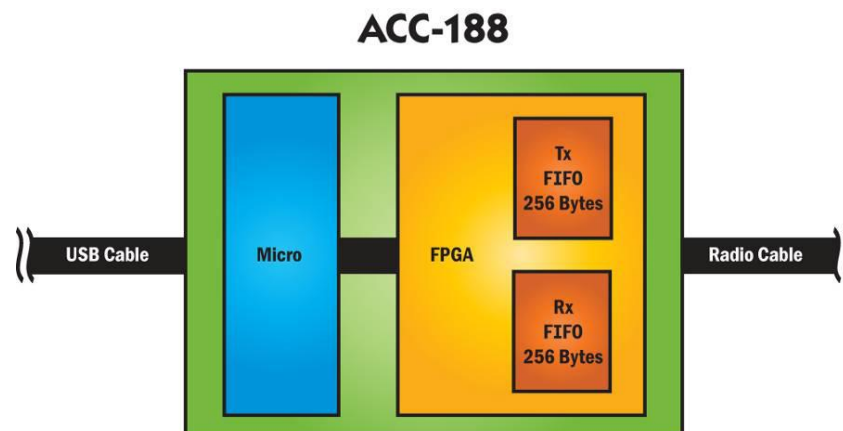 ACC-188
USB Cable
Micro
FPGA
Tx
FIFO
256 Bytes
Rx
FIFO
256 Bytes
Radio Cable